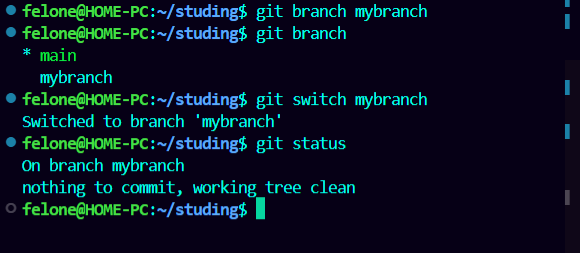 felone@HOME-PC:~/studing$ git branch mybranch
felone@HOME-PC:~/studing$ git branch
* main
  mybranch
felone@HOME-PC:~/studing$ git switch mybranch
Switched to branch 'mybranch'
felone@HOME-PC:~/studing$ git status
On branch mybranch
nothing to commit, working tree clean
felone@HOME-PC:~/studing$